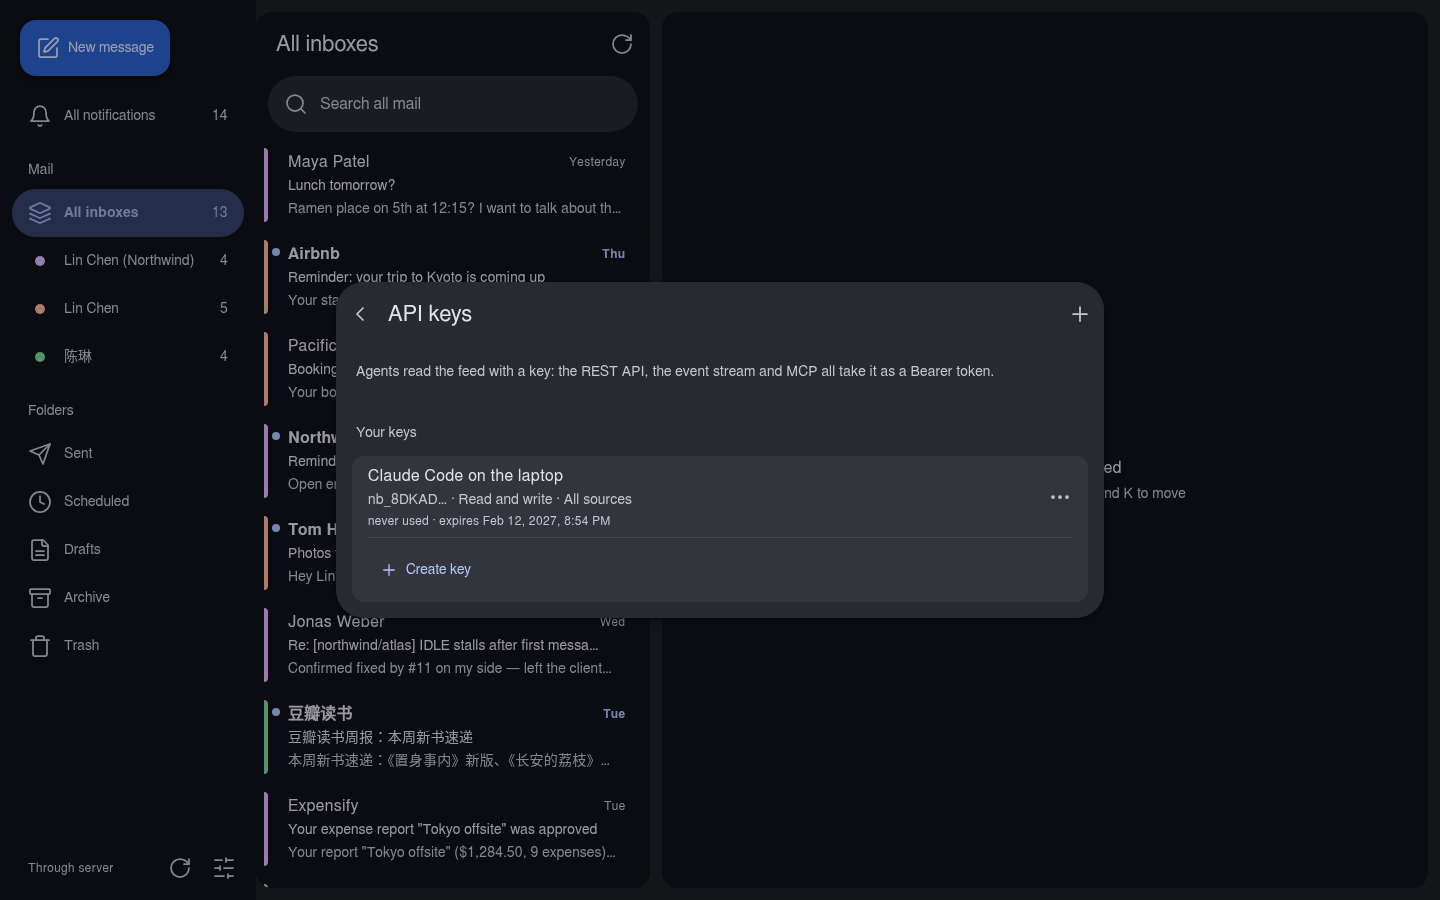 New message
All notifications 14
Mail
All inboxes 13
Lin Chen (Northwind) 4
Lin Chen 5
陈琳 4
Folders
Sent
Scheduled
Drafts
Archive
Trash
Through server
All inboxes
Search all mail
Maya Patel Yesterday
Lunch tomorrow?
Ramen place on 5th at 12:15? I want to talk about th...
Airbnb Thu
Reminder: your trip to Kyoto is coming up
Your sta
Pacific
Booking
Your bo
Northw
Remind
Open en
Tom H
Photos
Hey Lin
Jonas Weber Wed
Re: [northwind/atlas] IDLE stalls after first messa...
Confirmed fixed by #11 on my side — left the client...
豆瓣读书 Tue
豆瓣读书周报：本周新书速递
本周新书速递：《置身事内》新版、《长安的荔枝》...
Expensify Tue
Your expense report "Tokyo offsite" was approved
Your report "Tokyo offsite" ($1,284.50, 9 expenses)...
API keys
Agents read the feed with a key: the REST API, the event stream and MCP all take it as a Bearer token.
Your keys
Claude Code on the laptop
nb_8DKAD... · Read and write · All sources
never used · expires Feb 12, 2027, 8:54 PM
Create key
ed
nd K to move